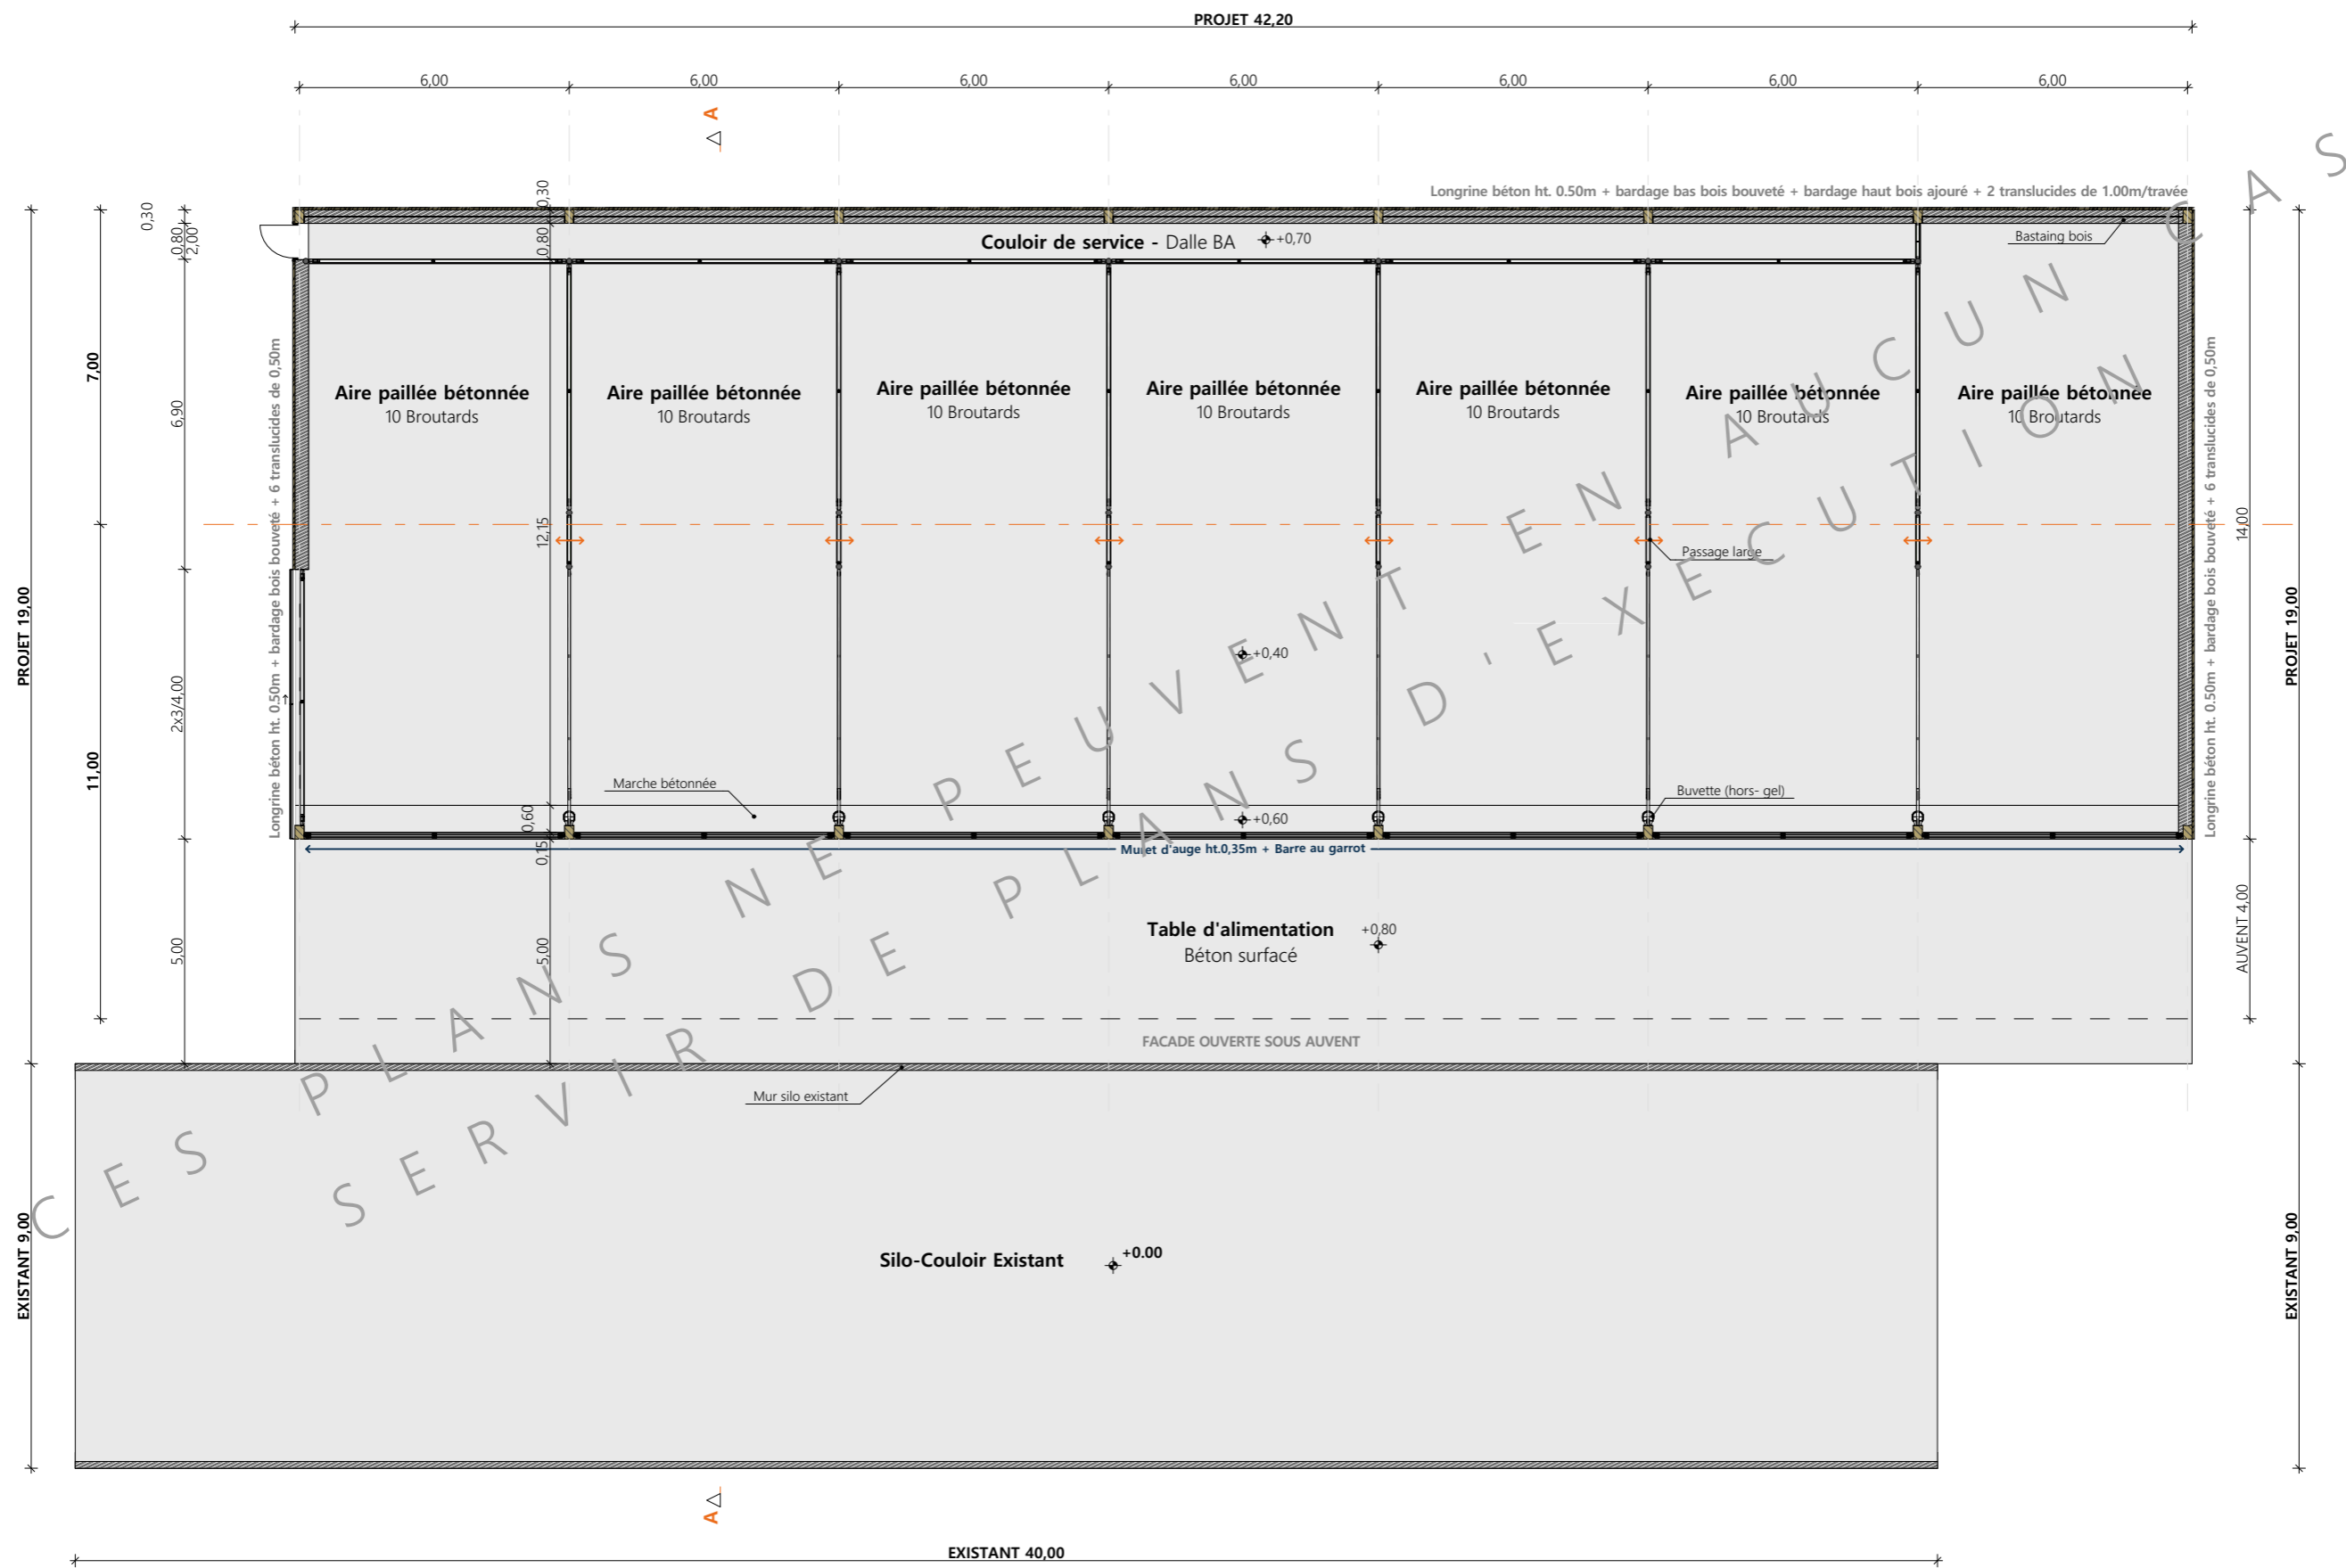 PROJET 42,20
6,00
6,00
6,00
6,00
6,00
6,00
6,00
A
Longrine béton ht. 0.50m + bardage bas bois bouveté + bardage haut bois ajouré + 2 translucides de 1.00m/travée
0,30
0,80
2,00
0,30
0,80
Couloir de service - Dalle BA
+0,70
Bastaing bois
7,00
6,90
Longrine béton ht. 0.50m + bardage bois bouveté + 6 translucides de 0,50m
Aire paillée bétonnée
10 Broutards
Aire paillée bétonnée
10 Broutards
Aire paillée bétonnée
10 Broutards
Aire paillée bétonnée
10 Broutards
Aire paillée bétonnée
10 Broutards
Aire paillée bétonnée
10 Broutards
Aire paillée bétonnée
10 Broutards
Longrine béton ht. 0.50m + bardage bois bouveté + 6 translucides de 0,50m
12,15
14,00
Passage large
PROJET 19,00
PROJET 19,00
+0,40
2x3/4,00
11,00
Marche bétonnée
Buvette (hors- gel)
0,60
+0,60
0,15
Muret d'auge ht.0,35m + Barre au garrot
Table d'alimentation
Béton surfacé
+0,80
5,00
5,00
AUVENT 4,00
FACADE OUVERTE SOUS AUVENT
Mur silo existant
CES PLANS NE PEUVENT EN AUCUN CAS
SERVIR DE PLANS D'EXECUTION
EXISTANT 9,00
Silo-Couloir Existant
+0.00
EXISTANT 9,00
A
EXISTANT 40,00